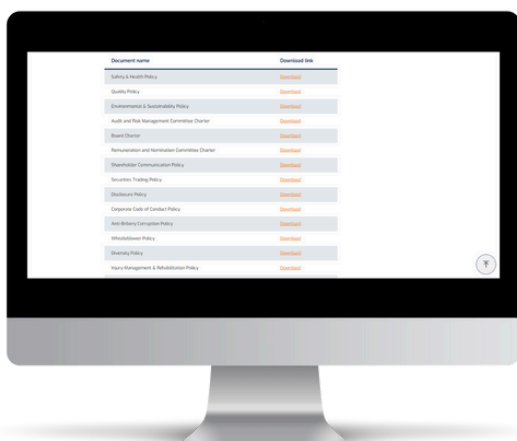 Document name Download link
Safety & Health Policy Download
Quality Policy Download
Environmental & Sustainability Policy Download
Audit and Risk Management Committee Charter Download
Board Charter Download
Remuneration and Nomination Committee Charter Download
Shareholder Communication Policy Download
Securities Trading Policy Download
Disclosure Policy Download
Corporate Code of Conduct Policy Download
Anti-Bribery Corruption Policy Download
Whistleblower Policy Download
Diversity Policy Download
Injury Management & Rehabilitation Policy Download